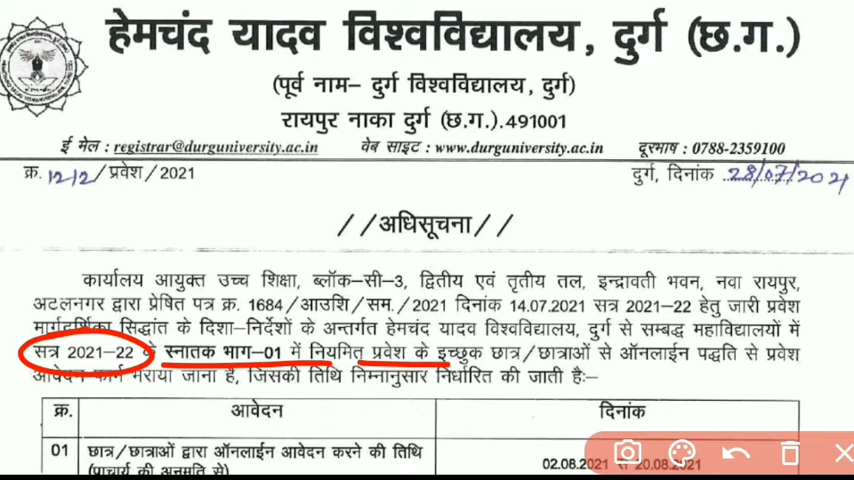 हेमचंद यादव विश्वविद्यालय, दुर्ग (छ.ग.)
(पूर्व नाम– दुर्ग विश्वविद्यालय, दुर्ग)
रायपुर नाका दुर्ग (छ.ग.).491001
ई मेल : registrar@durguniversity.ac.in वेब साइट : www.durguniversity.ac.in दूरभाष : 0788-2359100
क्र. 1212/प्रवेश/2021 दुर्ग, दिनांक 28/07/2021
//अधिसूचना//
कार्यालय आयुक्त उच्च शिक्षा, ब्लॉक–सी–3, द्वितीय एवं तृतीय तल, इन्द्रावती भवन, नवा रायपुर,
अटलनगर द्वारा प्रेषित पत्र क्र. 1684/आउशि/सम./2021 दिनांक 14.07.2021 सत्र 2021–22 हेतु जारी प्रवेश
मार्गदर्शिका सिद्धांत के दिशा–निर्देशों के अन्तर्गत हेमचंद यादव विश्वविद्यालय, दुर्ग से सम्बद्ध महाविद्यालयों में
सत्र 2021–22 के स्नातक भाग–01 में नियमित प्रवेश के इच्छुक छात्र/छात्राओं से ऑनलाईन पद्धति से प्रवेश
आवेदन फार्म भराया जाना है, जिसकी तिथि निम्नानुसार निर्धारित की जाती है:–
क्र. आवेदन दिनांक
01 छात्र/छात्राओं द्वारा ऑनलाईन आवेदन करने की तिथि 02.08.2021 से 20.08.2021
(प्राचार्य की अनुमति से)